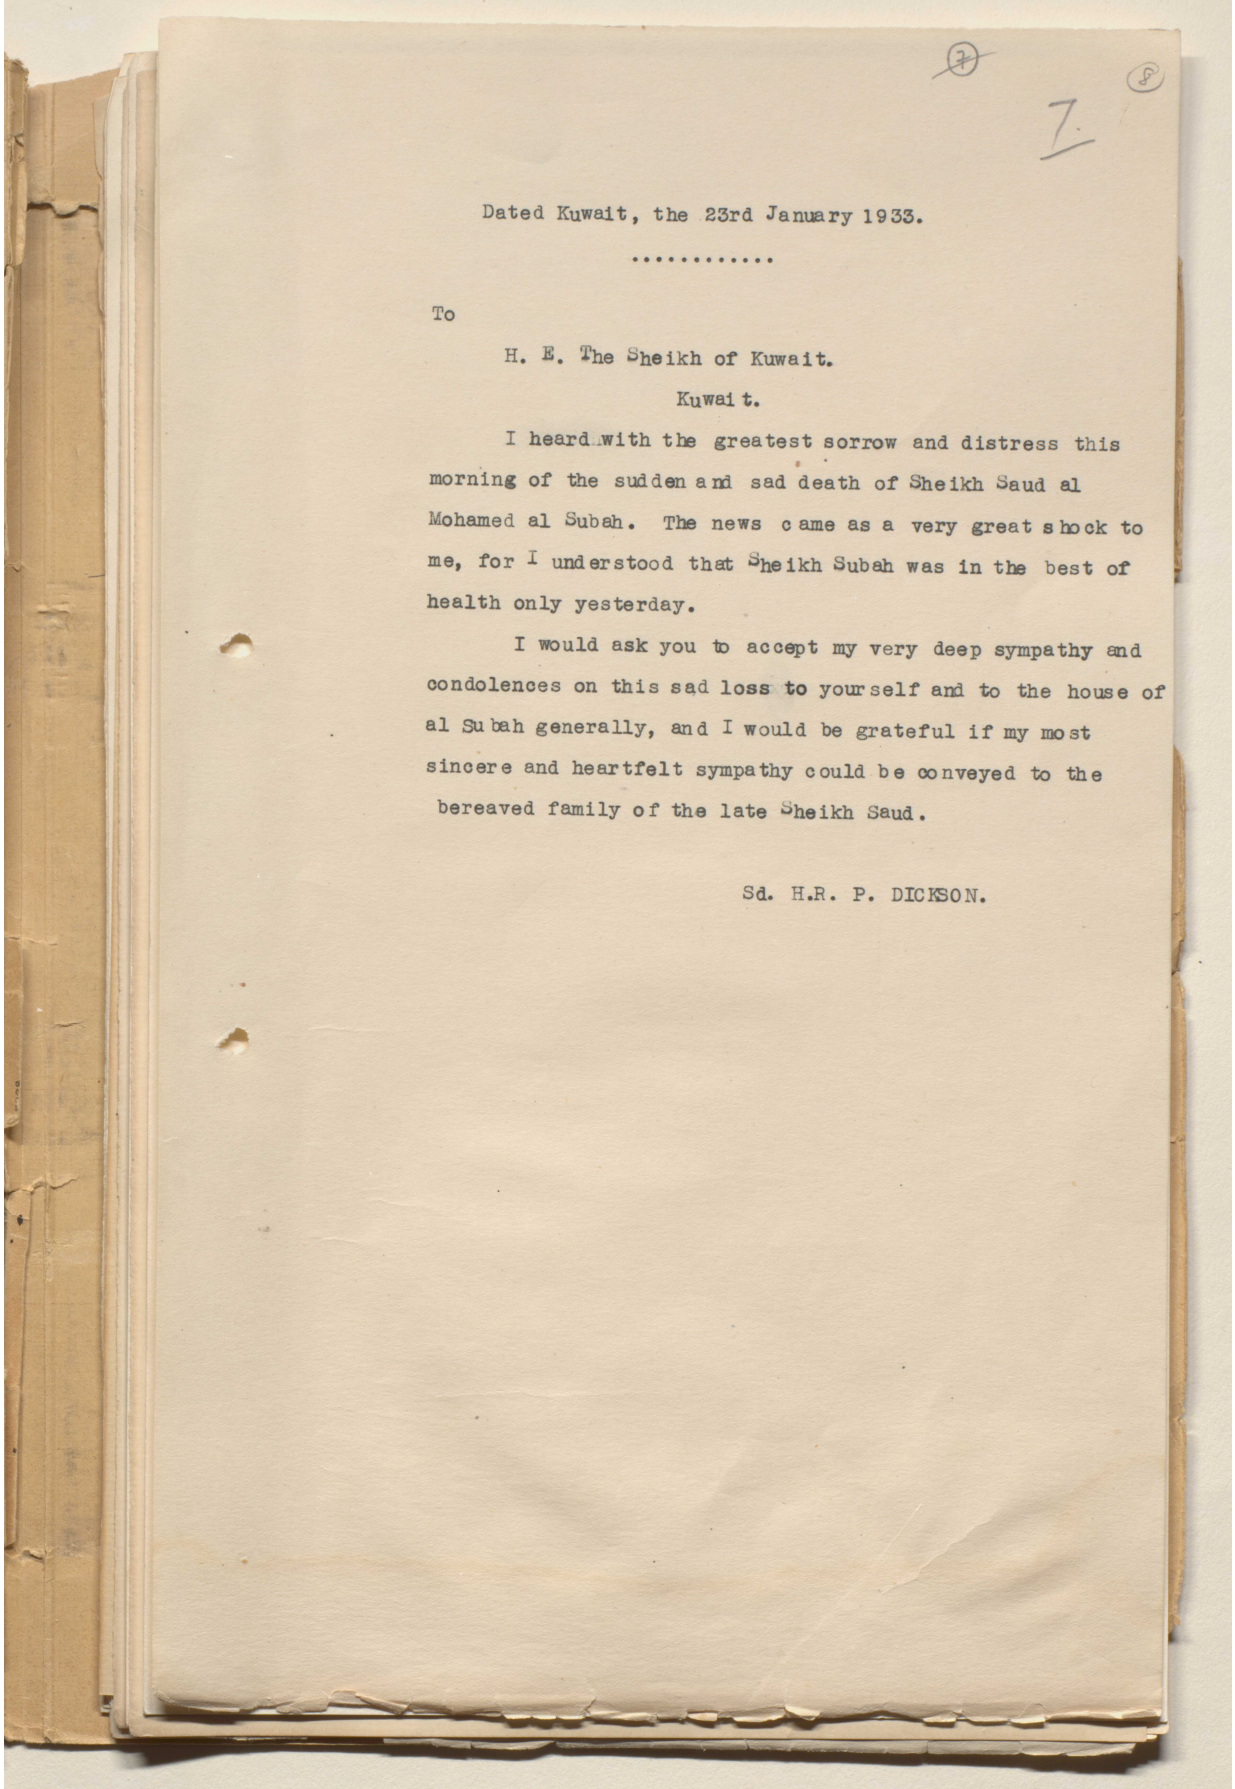 7
8
7.
Dated Kuwait, the 23rd January 1933.
............
To
H. E. The Sheikh of Kuwait.
Kuwait.
I heard with the greatest sorrow and distress this
morning of the sudden and sad death of Sheikh Saud al
Mohamed al Subah. The news came as a very great shock to
me, for I understood that Sheikh Subah was in the best of
health only yesterday.
I would ask you to accept my very deep sympathy and
condolences on this sad loss to yourself and to the house of
al Subah generally, and I would be grateful if my most
sincere and heartfelt sympathy could be conveyed to the
bereaved family of the late Sheikh Saud.
Sd. H.R. P. DICKSON.